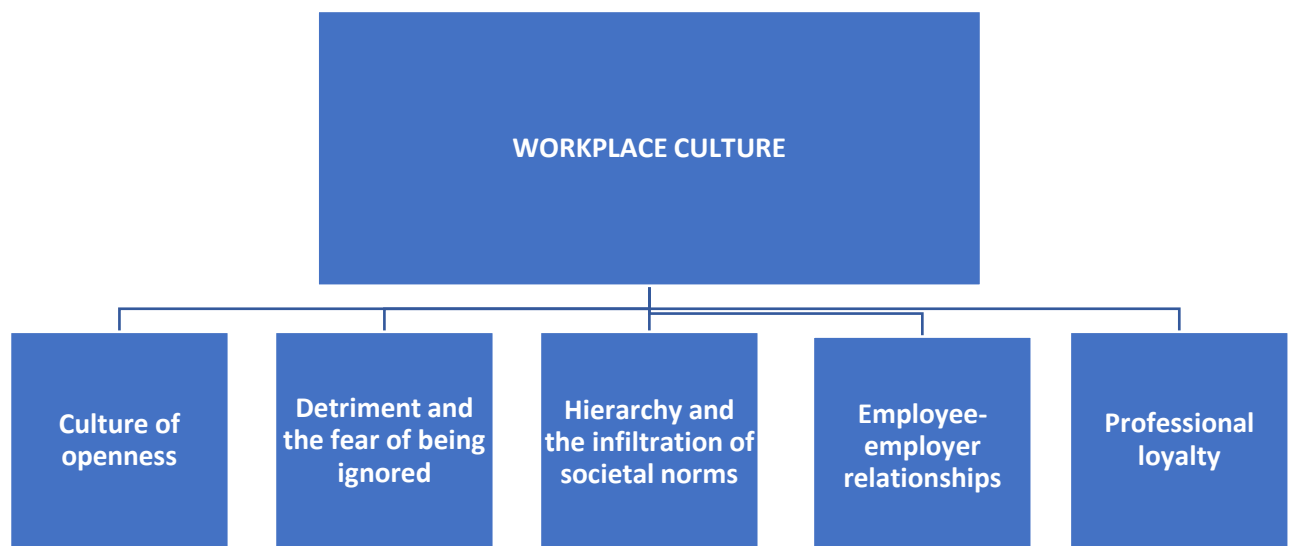 WORKPLACE CULTURE
Culture of
openness
Detriment and
the fear of being
ignored
Hierarchy and
the infiltration of
societal norms
Employee-
employer
relationships
Professional
loyalty